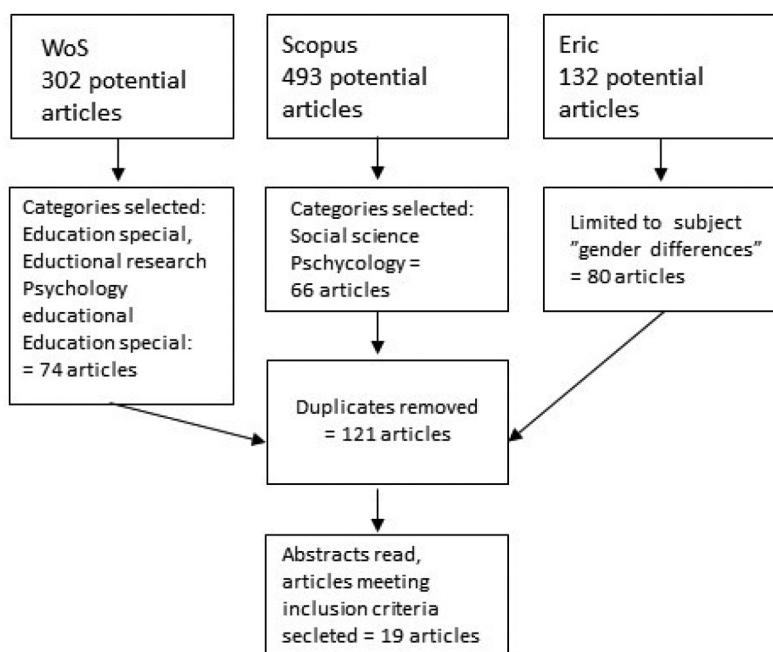 WoS
302 potential
articles
Scopus
493 potential
articles
Eric
132 potential
articles
Categories selected:
Education special,
Eductional research
Psychology
educational
Education special:
= 74 articles
Categories selected:
Social science
Pschycology =
66 articles
Limited to subject
"gender differences"
= 80 articles
Duplicates removed
= 121 articles
Abstracts read,
articles meeting
inclusion criteria
secleted = 19 articles